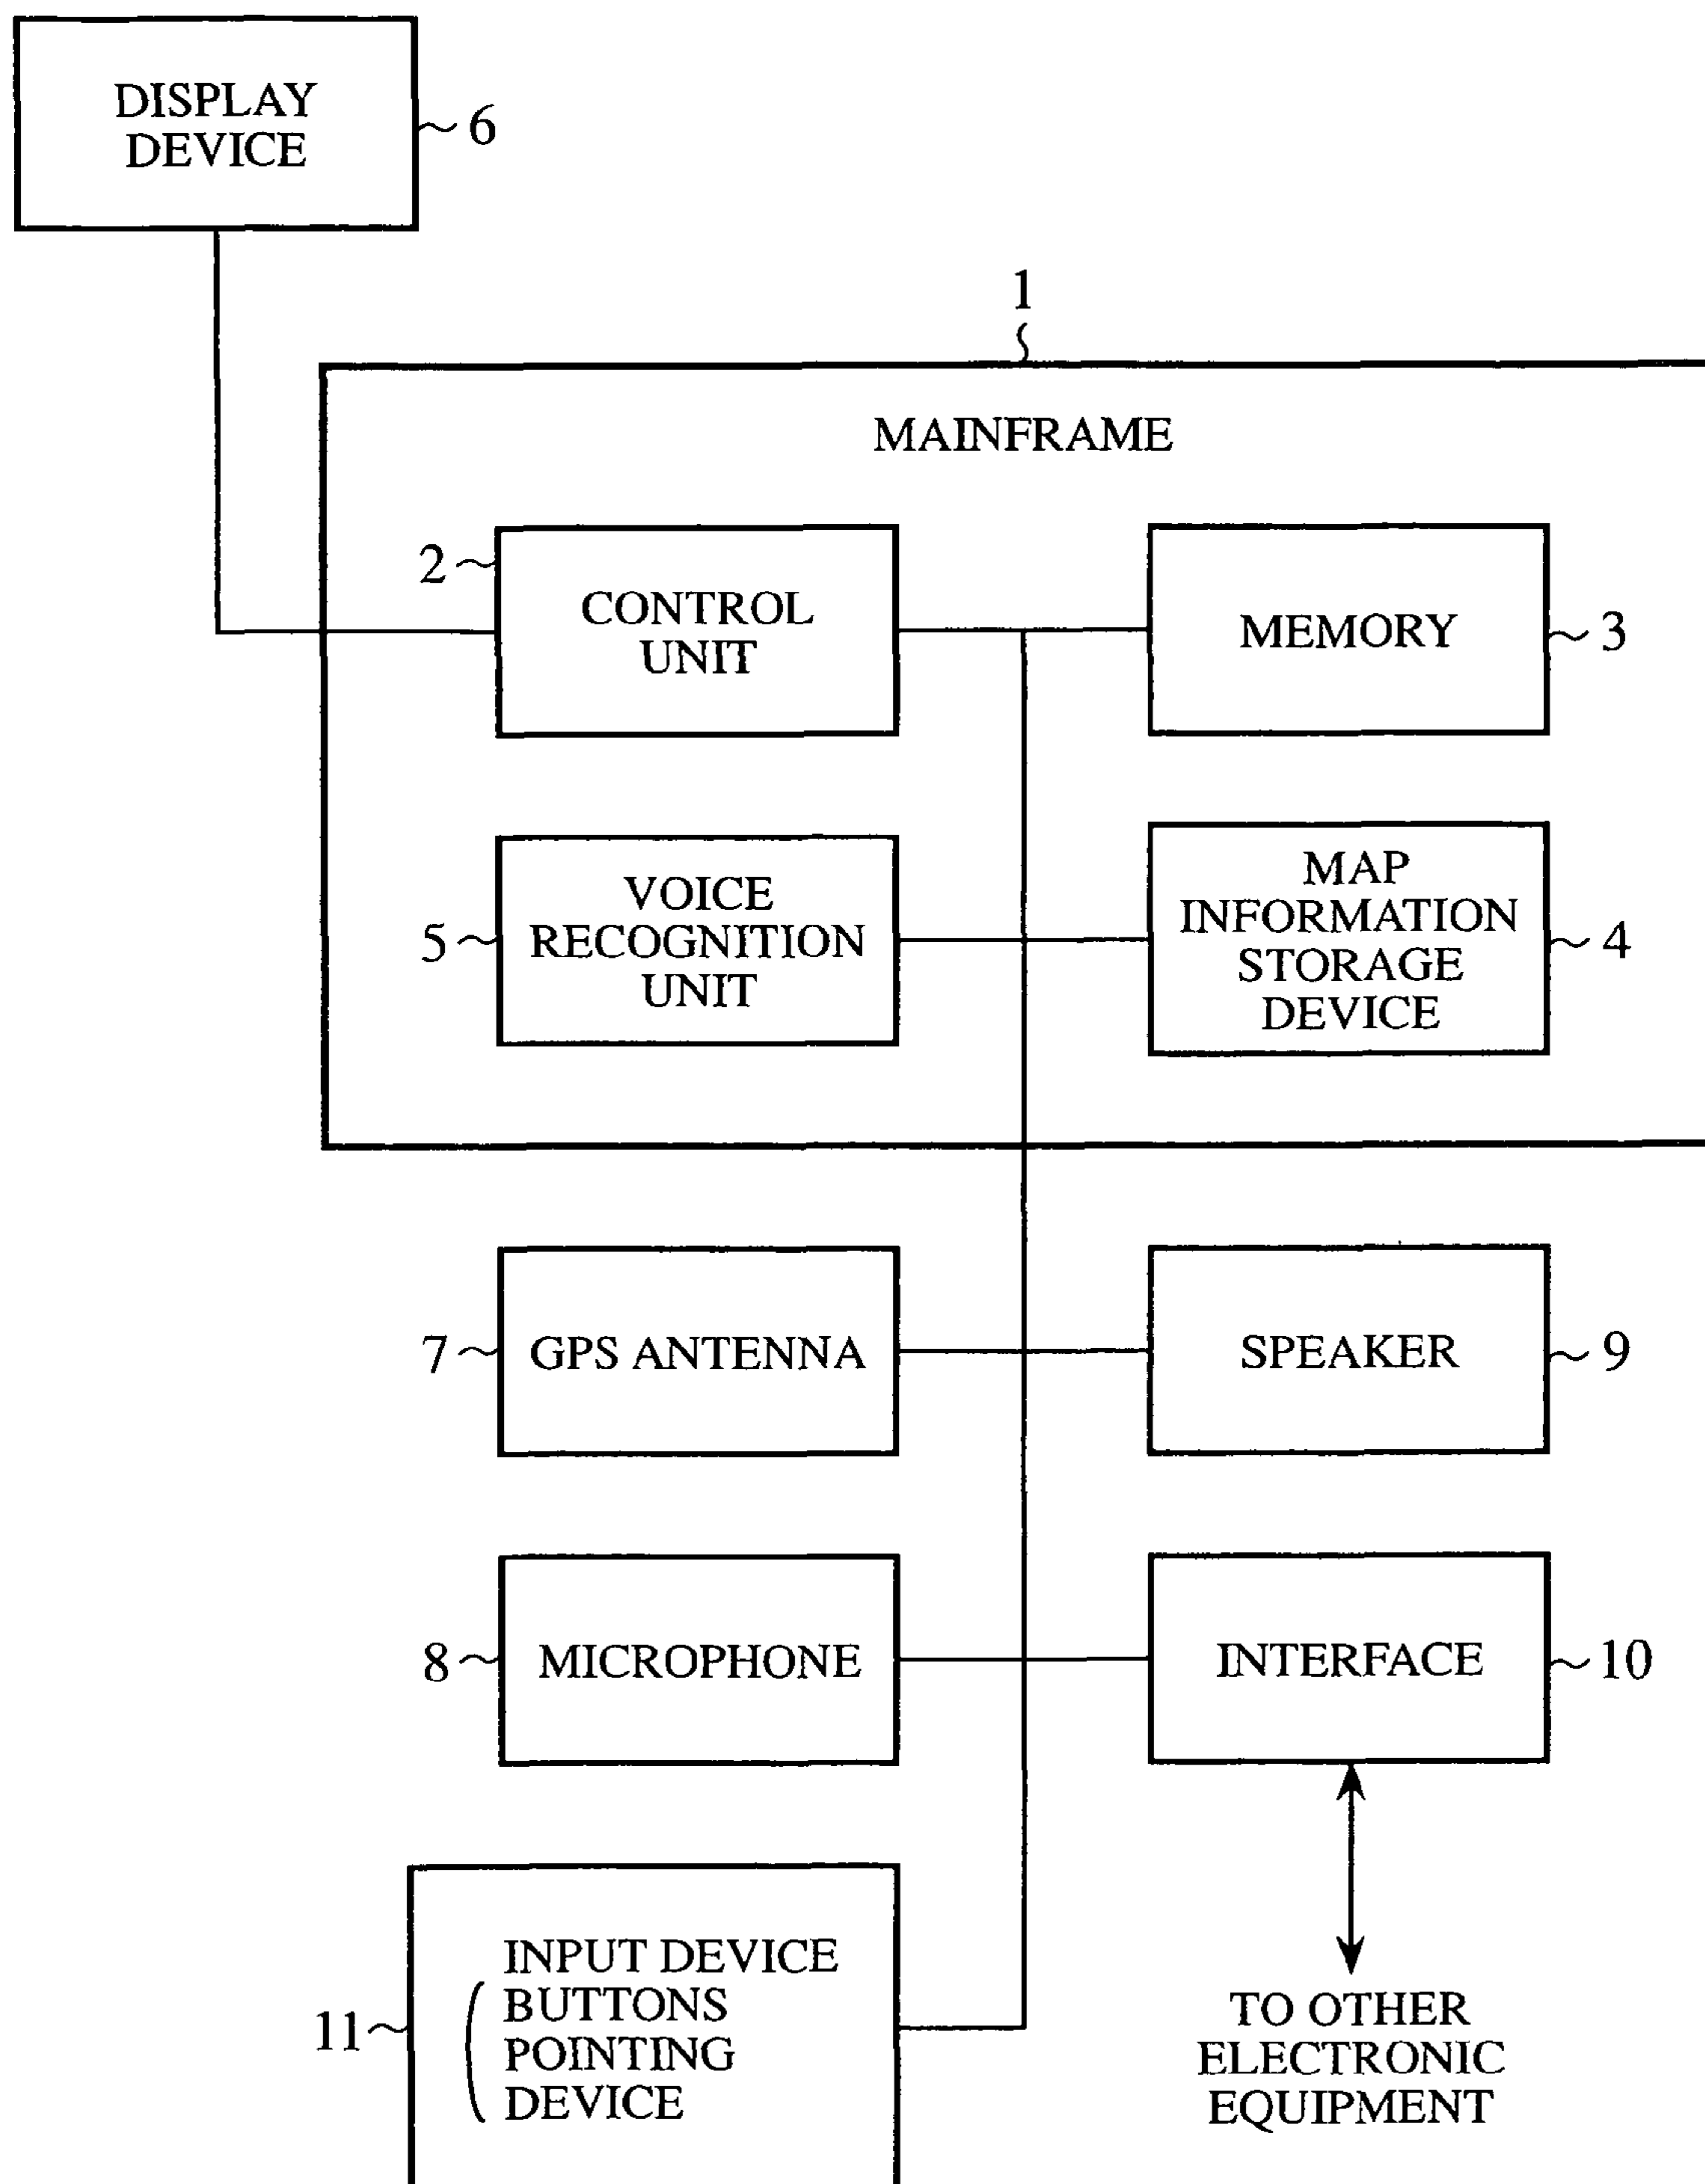 DISPLAY
DEVICE
6
1
MAINFRAME
2
CONTROL
UNIT
MEMORY
3
5
VOICE
RECOGNITION
UNIT
MAP
INFORMATION
STORAGE
DEVICE
4
7
GPS ANTENNA
SPEAKER
9
8
MICROPHONE
INTERFACE
10
11
INPUT DEVICE
BUTTONS
POINTING
DEVICE
TO OTHER
ELECTRONIC
EQUIPMENT